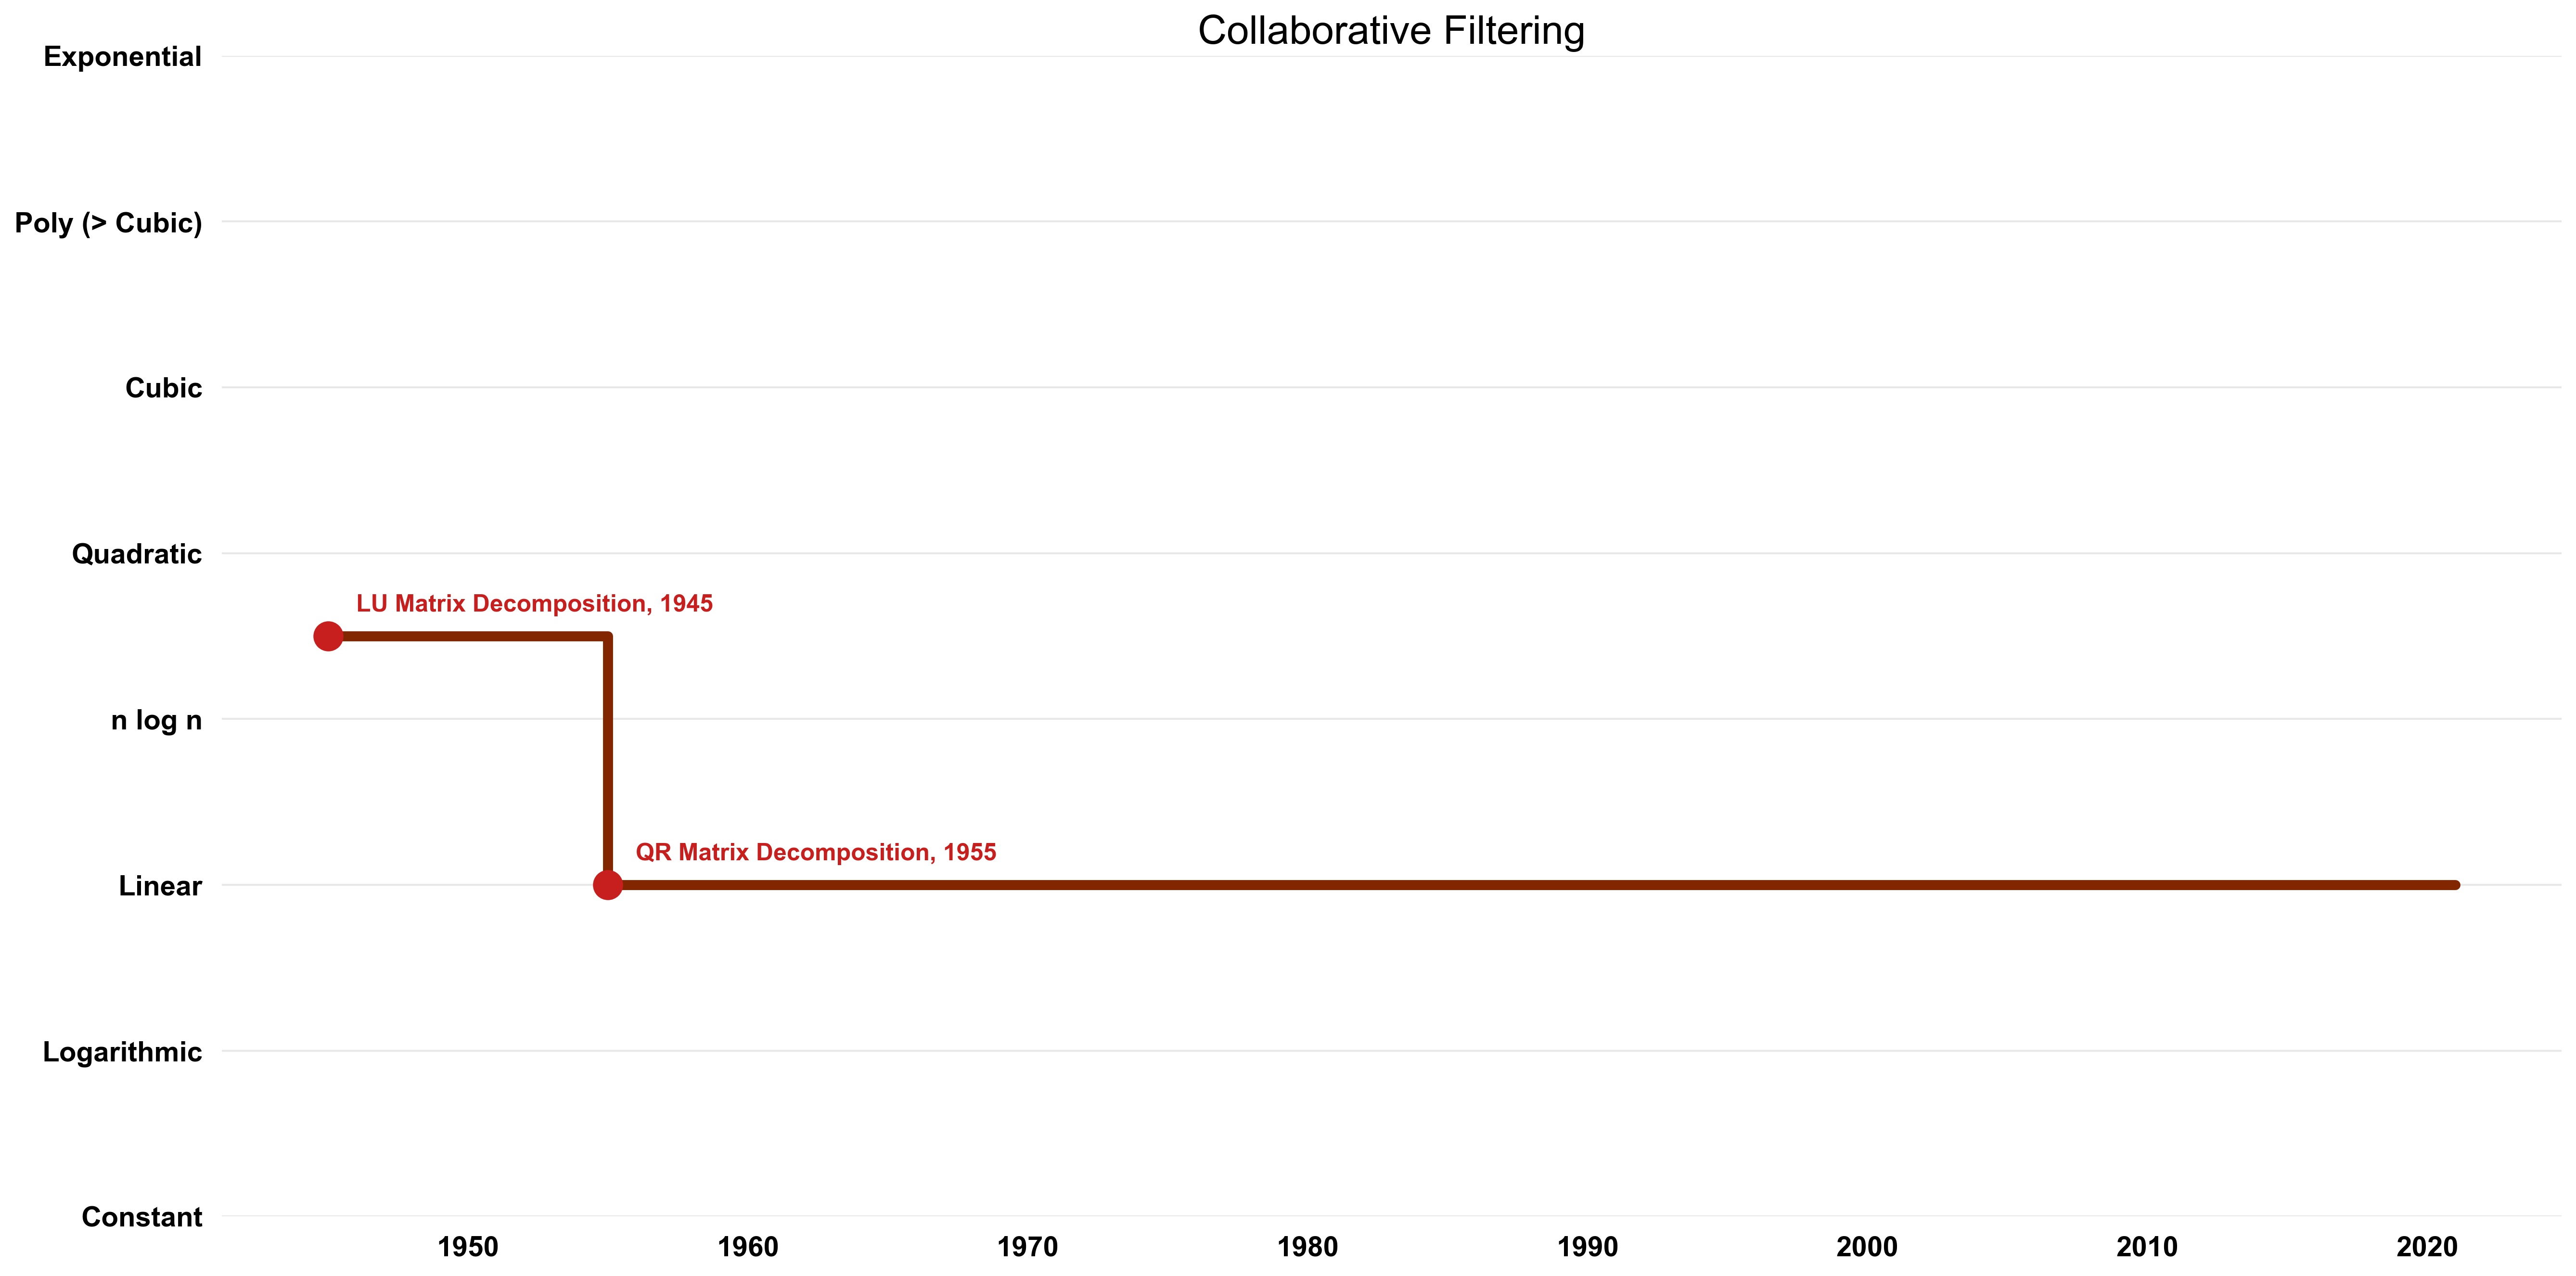 Collaborative Filtering
Exponential
Poly (> Cubic)
Cubic
Quadratic
LU Matrix Decomposition, 1945
n log n
QR Matrix Decomposition, 1955
Linear
Logarithmic
Constant
1950 1960 1970 1980 1990 2000 2010 2020